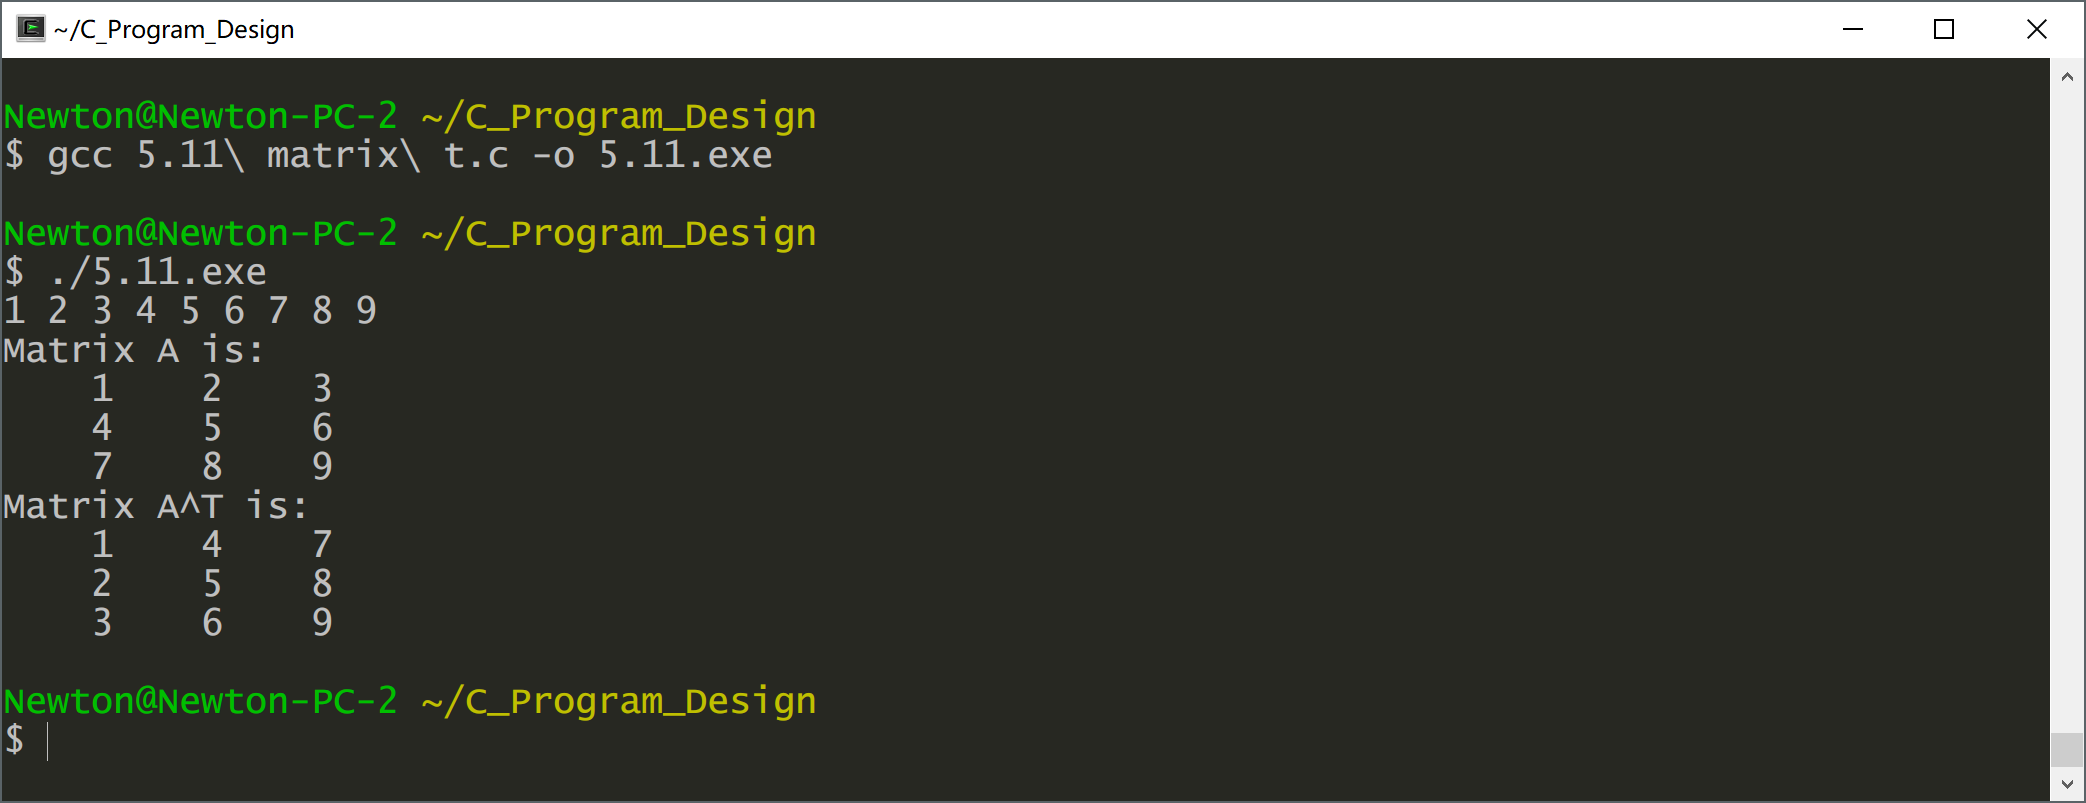 ~/C_Program_Design
Newton@Newton-PC-2 ~/C_Program_Design
$ gcc 5.11\ matrix\ t.c -o 5.11.exe
Newton@Newton-PC-2 ~/C_Program_Design
$ ./5.11.exe
1 2 3 4 5 6 7 8 9
Matrix A is:
    1    2    3
    4    5    6
    7    8    9
Matrix A^T is:
    1    4    7
    2    5    8
    3    6    9
Newton@Newton-PC-2 ~/C_Program_Design
$